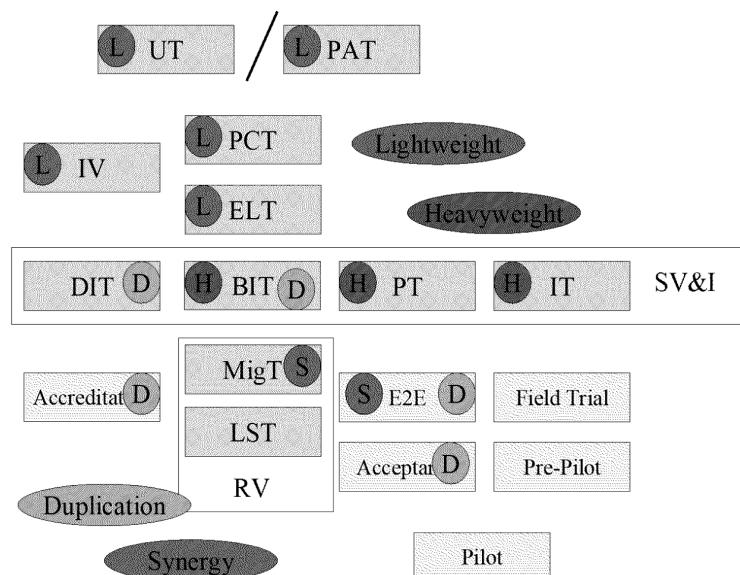 L UT / L PAT
L PCT
Lightweight
L IV
L ELT
Heavyweight
DIT D
H BIT D
H PT
H IT
SV&I
Accreditat D
MigT S
S E2E D
Field Trial
LST
Acceptan D
Pre-Pilot
RV
Duplication
Synergy
Pilot